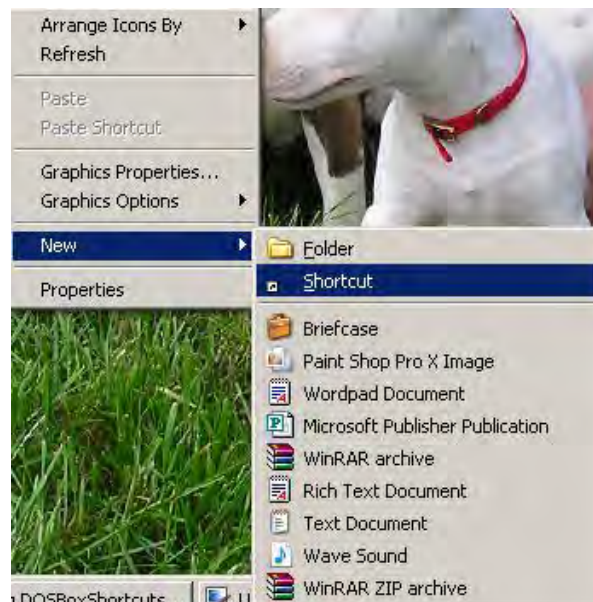 Arrange Icons By
Refresh
Paste
Paste Shortcut
Graphics Properties...
Graphics Options
New
Properties
Folder
Shortcut
Briefcase
Paint Shop Pro X Image
Wordpad Document
Microsoft Publisher Publication
WinRAR archive
Rich Text Document
Text Document
Wave Sound
WinRAR ZIP archive
DOSBoxShortcuts